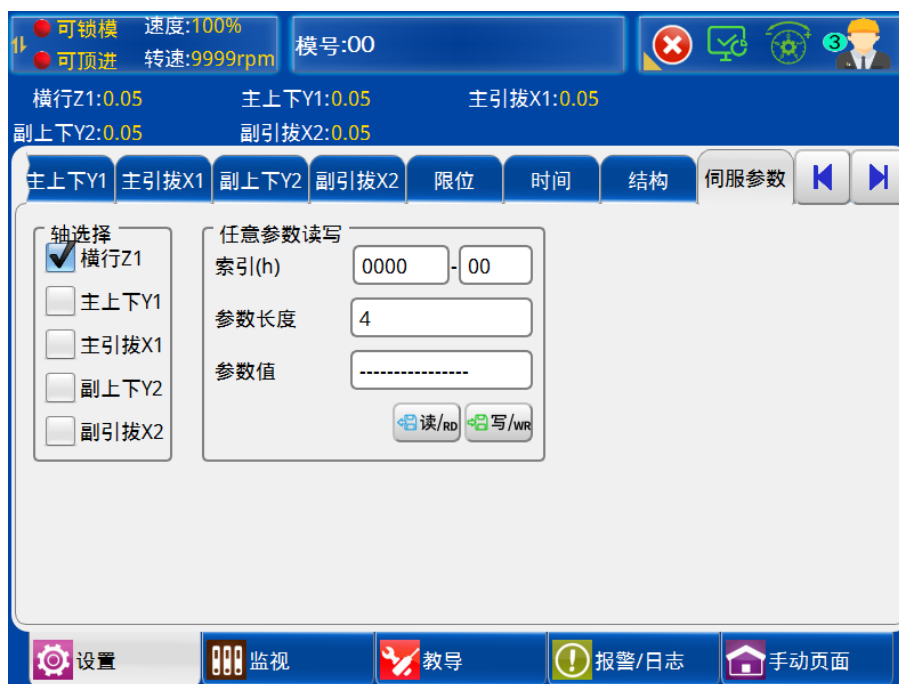 可锁模 速度:100%
可顶进 转速:9999rpm
模号:00
3
横行Z1:0.05 主上下Y1:0.05 主引拔X1:0.05
副上下Y2:0.05 副引拔X2:0.05
主上下Y1 主引拔X1 副上下Y2 副引拔X2 限位 时间 结构 伺服参数
轴选择
横行Z1
主上下Y1
主引拔X1
副上下Y2
副引拔X2
任意参数读写
索引(h) 0000 - 00
参数长度 4
参数值 ----------------
读/RD 写/WR
设置 监视 教导 报警/日志 手动页面